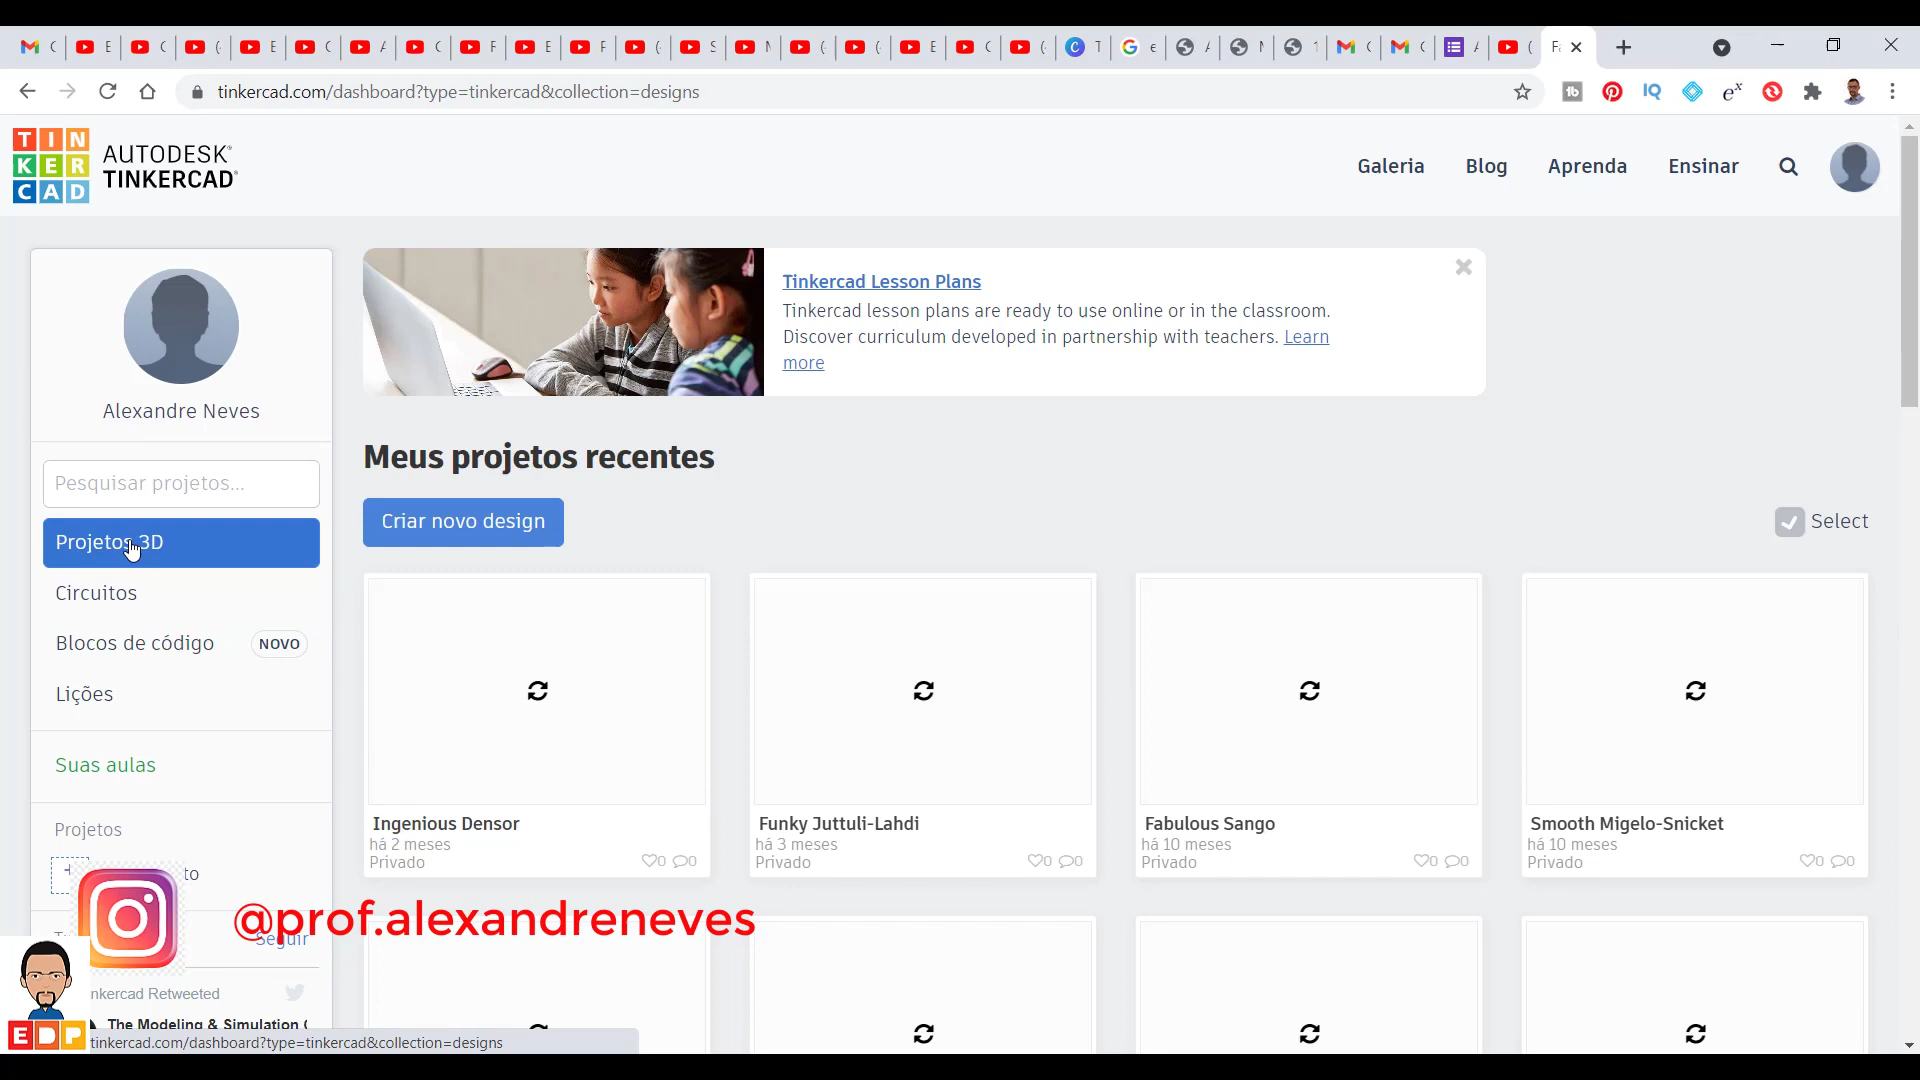 tinkercad.com/dashboard?type=tinkercad&collection=designs
TINKERCAD
AUTODESK
TINKERCAD
Galeria Blog Aprenda Ensinar
Alexandre Neves
Pesquisar projetos...
Projetos 3D
Circuitos
Blocos de código NOVO
Lições
Suas aulas
Projetos
Seguir
Tinkercad Lesson Plans
Tinkercad lesson plans are ready to use online or in the classroom.
Discover curriculum developed in partnership with teachers. Learn
more
Meus projetos recentes
Criar novo design
Select
Ingenious Densor
há 2 meses
Privado 0 0
Funky Juttuli-Lahdi
há 3 meses
Privado 0 0
Fabulous Sango
há 10 meses
Privado 0 0
Smooth Migelo-Snicket
há 10 meses
Privado 0 0
@prof.alexandreneves
nkercad Retweeted
The Modeling & Simulation
EDP
tinkercad.com/dashboard?type=tinkercad&collection=designs